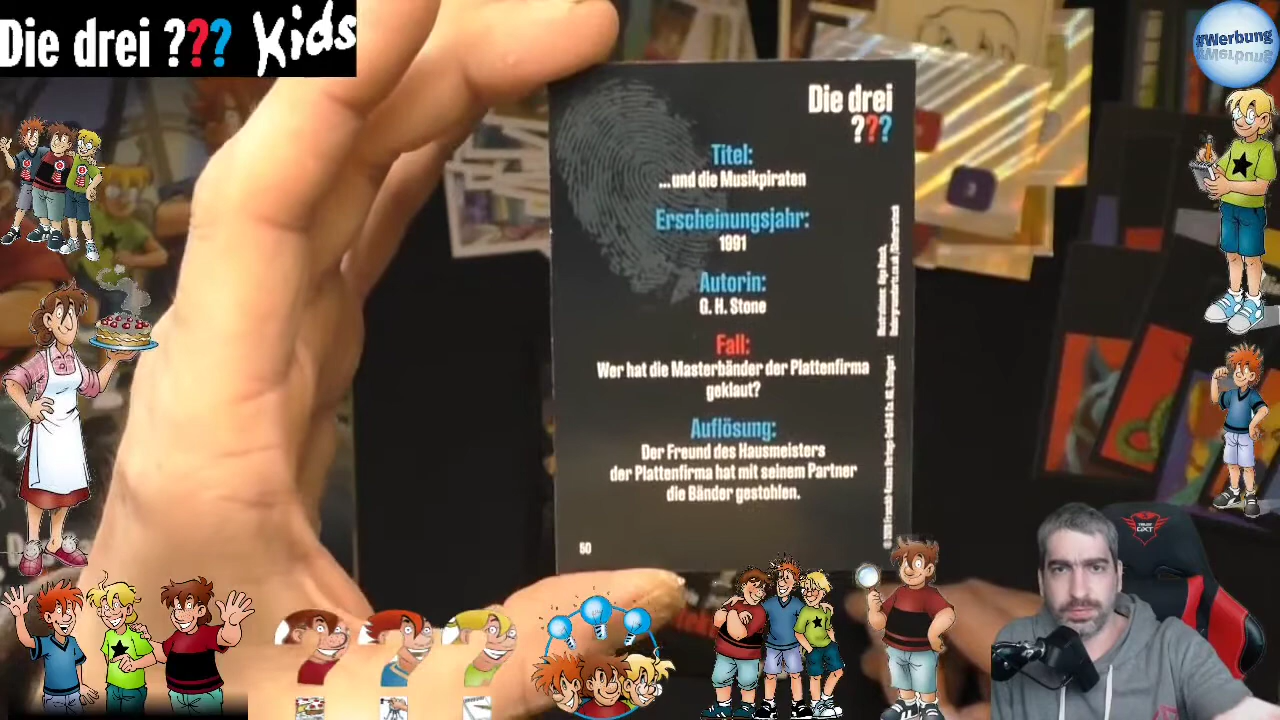 Die drei ??? Kids
#Werbung
Die drei
???
Titel:
...und die Musikpiraten
Erscheinungsjahr:
1991
Autorin:
G. H. Stone
Fall:
Wer hat die Masterbänder der Plattenfirma
geklaut?
Auflösung:
Der Freund des Hausmeisters
der Plattenfirma hat mit seinem Partner
die Bänder gestohlen.
50